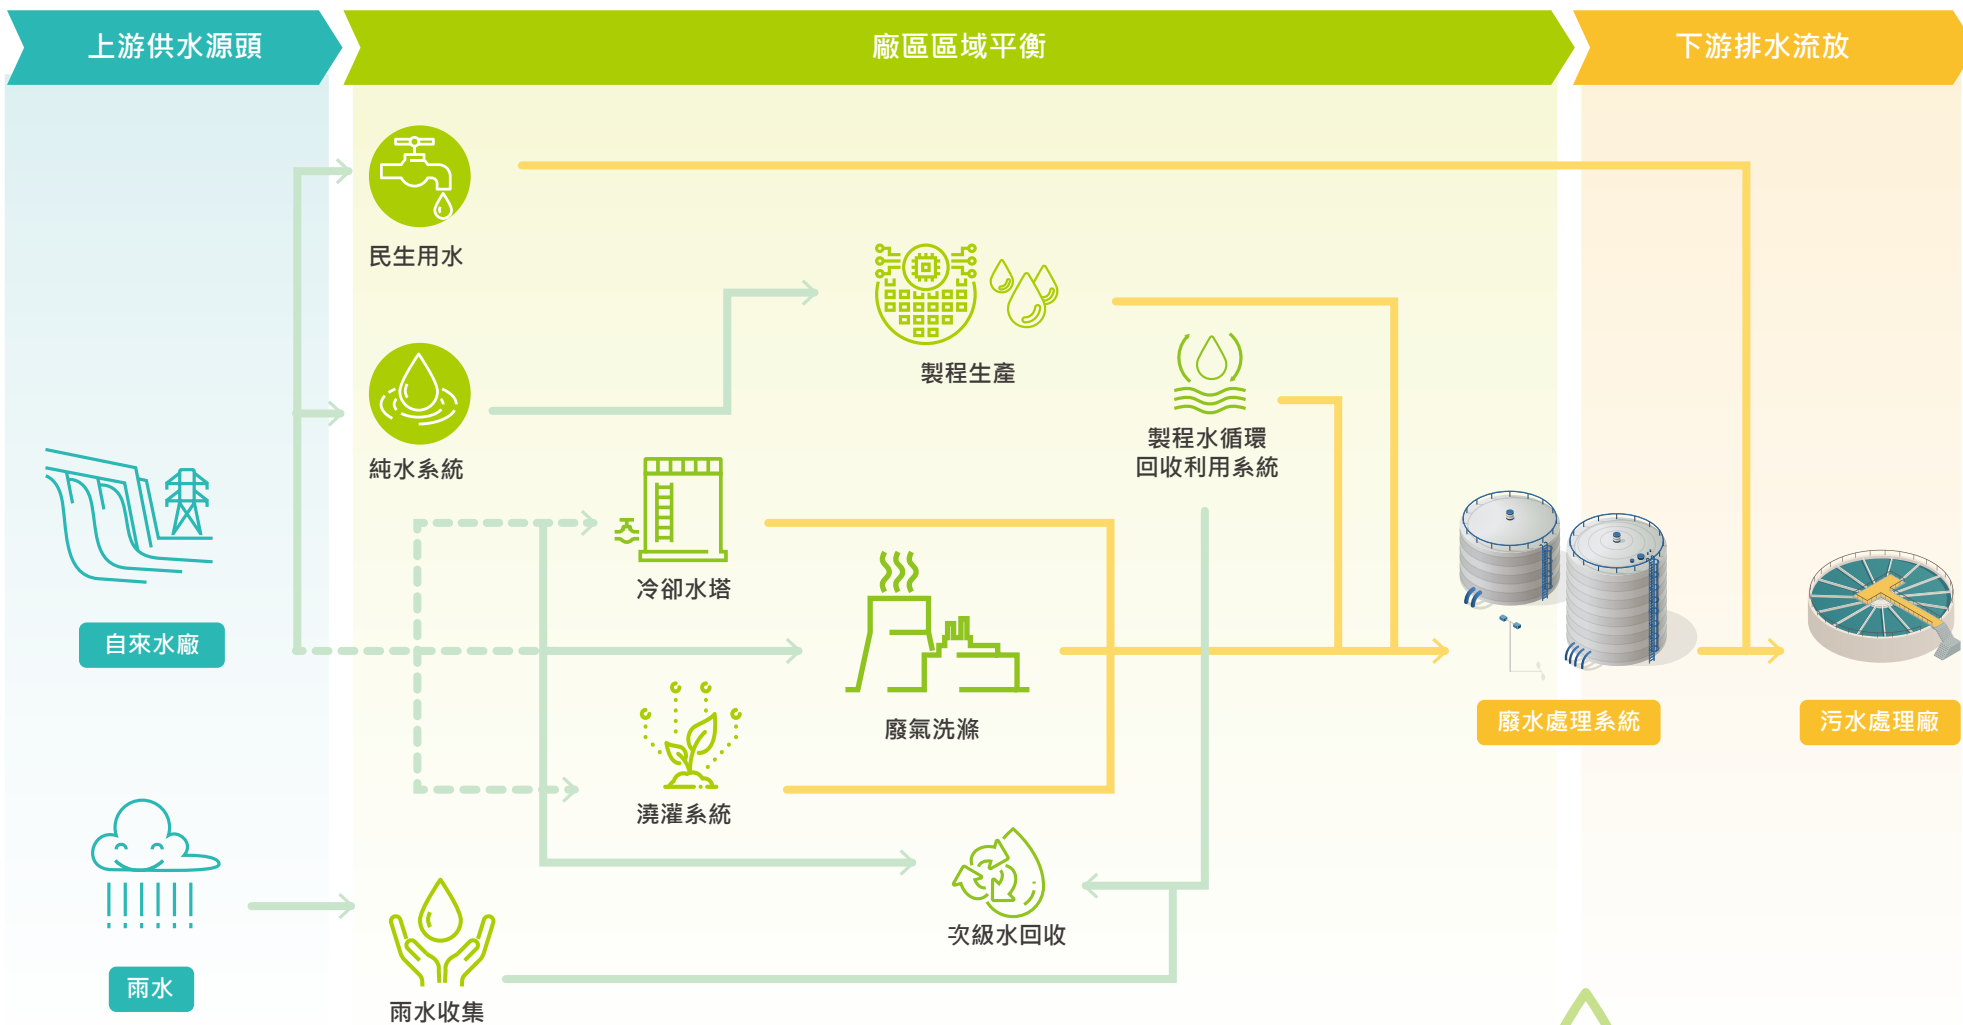 上游供水源頭
廠區區域平衡
下游排水流放
民生用水
製程生產
純水系統
製程水循環
回收利用系統
冷卻水塔
自來水廠
廢氣洗滌
廢水處理系統
污水處理廠
澆灌系統
次級水回收
雨水
雨水收集